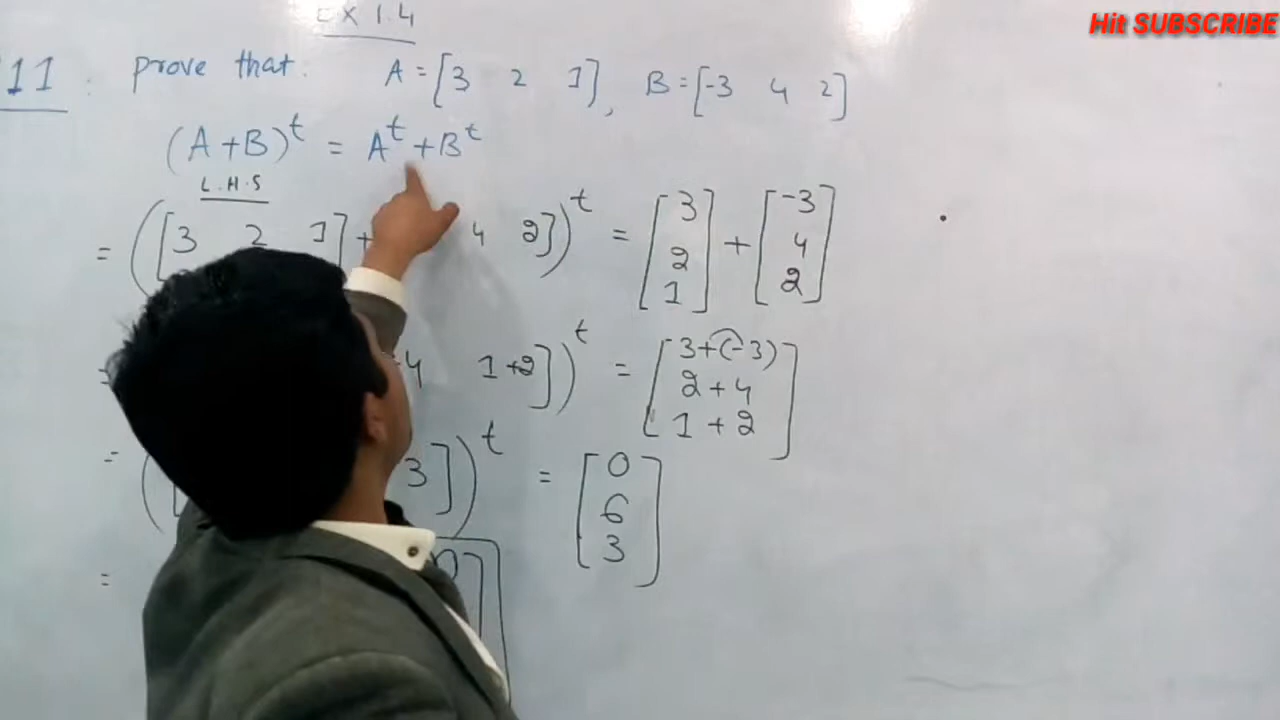 Hit SUBSCRIBE
EX 1.4
11. prove that. A = [3 2 1], B = [-3 4 2]
(A+B)^t = A^t + B^t
L.H.S
= ([3 2 1] + 4 2])^t = [3 2 1] + [-3 4 2]
4 1+2])^t = [3+(-3) 2+4 1+2]
= ([ 3])^t = [0 6 3]
=